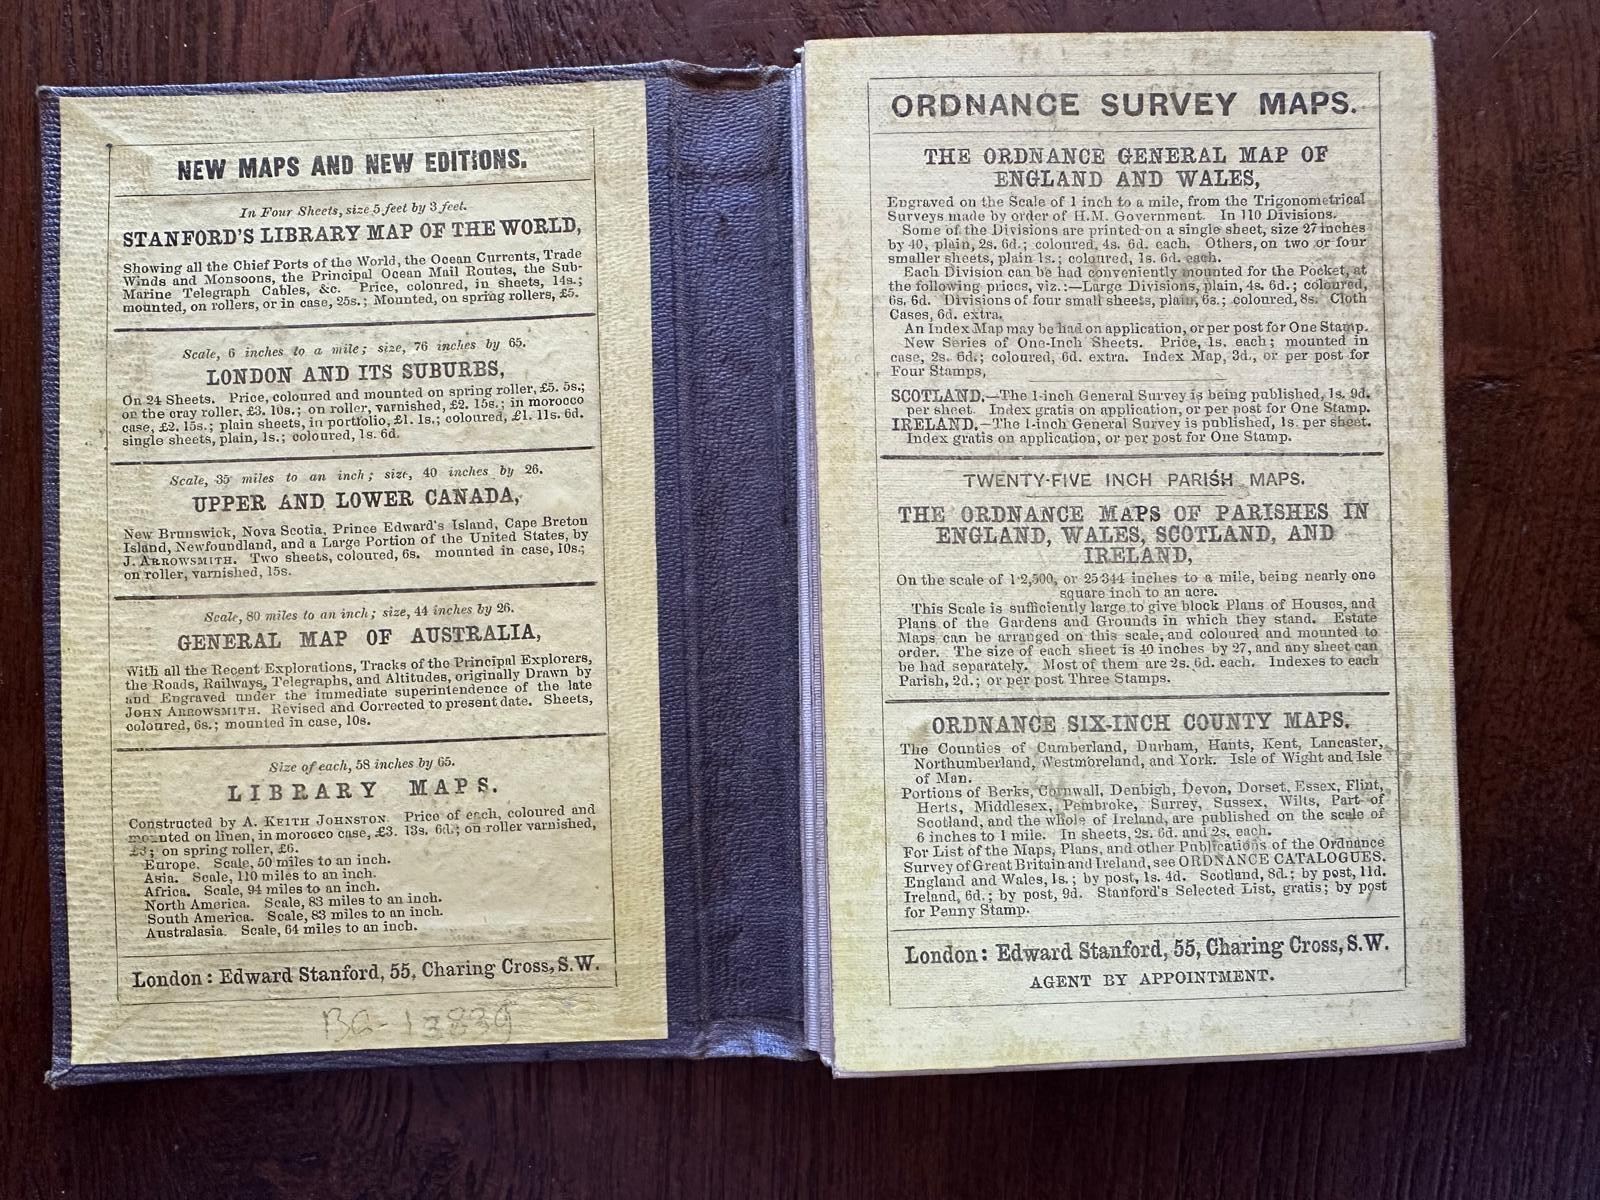 NEW MAPS AND NEW EDITIONS.
In Four Sheets, size 5 feet by 3 feet.
STANFORD'S LIBRARY MAP OF THE WORLD,
Showing all the Chief Ports of the World, the Ocean Currents, Trade
Winds and Monsoons, the Principal Ocean Mail Routes, the Sub-
Marine Telegraph Cables, &c. Price, coloured, in sheets, 14s.;
mounted, on rollers, or in case, 25s.; Mounted, on spring rollers, £5.
Scale, 6 inches to a mile; size, 76 inches by 65.
LONDON AND ITS SUBURBS,
On 24 Sheets. Price, coloured and mounted on spring roller, £5. 5s.;
on the cray roller, £3. 10s.; on roller, varnished, £2. 15s.; in morocco
case, £2. 15s.; plain sheets, in portfolio, £1. 1s.; coloured, £1. 11s. 6d.
single sheets, plain, 1s.; coloured, 1s. 6d.
Scale, 35 miles to an inch; size, 40 inches by 26.
UPPER AND LOWER CANADA,
New Brunswick, Nova Scotia, Prince Edward's Island, Cape Breton
Island, Newfoundland, and a Large Portion of the United States, by
J. ARROWSMITH. Two sheets, coloured, 6s. mounted in case, 10s.;
on roller, varnished, 15s.
Scale, 80 miles to an inch; size, 44 inches by 26.
GENERAL MAP OF AUSTRALIA,
With all the Recent Explorations, Tracks of the Principal Explorers,
the Roads, Railways, Telegraphs, and Altitudes, originally Drawn by
and Engraved under the immediate superintendence of the late
JOHN ARROWSMITH. Revised and Corrected to present date. Sheets,
coloured, 6s.; mounted in case, 10s.
Size of each, 58 inches by 65.
LIBRARY MAPS.
Constructed by A. KEITH JOHNSTON. Price of each, coloured and
mounted on linen, in morocco case, £3. 13s. 6d.; on roller varnished,
£3; on spring roller, £6.
Europe. Scale, 50 miles to an inch.
Asia. Scale, 110 miles to an inch.
Africa. Scale, 94 miles to an inch.
North America. Scale, 83 miles to an inch.
South America. Scale, 83 miles to an inch.
Australasia. Scale, 64 miles to an inch.
London: Edward Stanford, 55, Charing Cross, S.W.
ORDNANCE SURVEY MAPS.
THE ORDNANCE GENERAL MAP OF
ENGLAND AND WALES,
Engraved on the Scale of 1 inch to a mile, from the Trigonometrical
Surveys made by order of H.M. Government. In 110 Divisions.
Some of the Divisions are printed on a single sheet, size 27 inches
by 40, plain, 2s. 6d.; coloured, 4s. 6d. each. Others, on two or four
smaller sheets, plain 1s.; coloured, 1s. 6d. each.
Each Division can be had conveniently mounted for the Pocket, at
the following prices, viz.:—Large Divisions, plain, 4s. 6d.; coloured,
6s. 6d. Divisions of four small sheets, plain, 6s.; coloured, 8s. Cloth
Cases, 6d. extra.
An Index Map may be had on application, or per post for One Stamp.
New Series of One-Inch Sheets. Price, 1s. each; mounted in
case, 2s. 6d.; coloured, 6d. extra. Index Map, 3d., or per post for
Four Stamps,
SCOTLAND.—The 1-inch General Survey is being published, 1s. 9d.
per sheet. Index gratis on application, or per post for One Stamp.
IRELAND.—The 1-inch General Survey is published, 1s. per sheet.
Index gratis on application, or per post for One Stamp.
TWENTY-FIVE INCH PARISH MAPS.
THE ORDNANCE MAPS OF PARISHES IN
ENGLAND, WALES, SCOTLAND, AND
IRELAND,
On the scale of 1·2,500, or 25·344 inches to a mile, being nearly one
square inch to an acre.
This Scale is sufficiently large to give block Plans of Houses, and
Plans of the Gardens and Grounds in which they stand. Estate
Maps can be arranged on this scale, and coloured and mounted to
order. The size of each sheet is 40 inches by 27, and any sheet can
be had separately. Most of them are 2s. 6d. each. Indexes to each
Parish, 2d.; or per post Three Stamps.
ORDNANCE SIX-INCH COUNTY MAPS.
The Counties of Cumberland, Durham, Hants, Kent, Lancaster,
Northumberland, Westmoreland, and York. Isle of Wight and Isle
of Man.
Portions of Berks, Cornwall, Denbigh, Devon, Dorset, Essex, Flint,
Herts, Middlesex, Pembroke, Surrey, Sussex, Wilts, Part of
Scotland, and the whole of Ireland, are published on the scale of
6 inches to 1 mile. In sheets, 2s. 6d. and 2s. each.
For List of the Maps, Plans, and other Publications of the Ordnance
Survey of Great Britain and Ireland, see ORDNANCE CATALOGUES.
England and Wales, 1s.; by post, 1s. 4d. Scotland, 8d.; by post, 11d.
Ireland, 6d.; by post, 9d. Stanford's Selected List, gratis; by post
for Penny Stamp.
London: Edward Stanford, 55, Charing Cross, S.W.
AGENT BY APPOINTMENT.